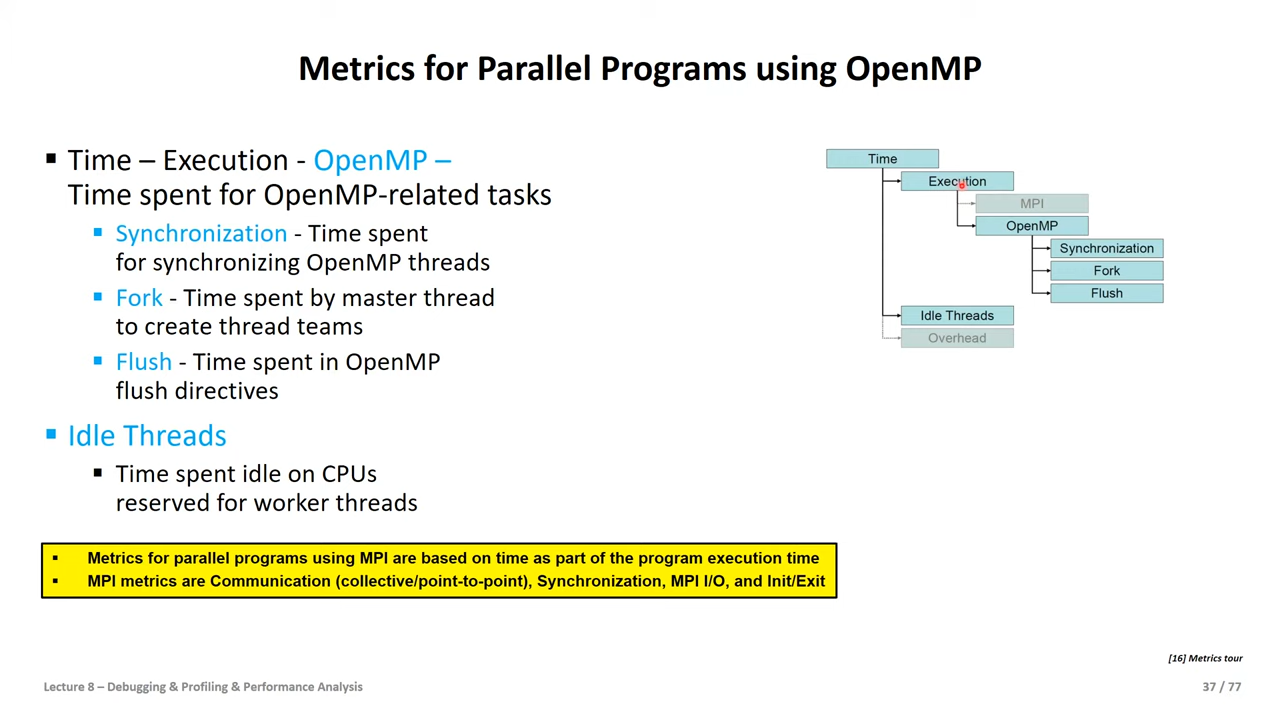 Metrics for Parallel Programs using OpenMP
▪ Time – Execution - OpenMP –
Time spent for OpenMP-related tasks
▪ Synchronization - Time spent
for synchronizing OpenMP threads
▪ Fork - Time spent by master thread
to create thread teams
▪ Flush - Time spent in OpenMP
flush directives
▪ Idle Threads
▪ Time spent idle on CPUs
reserved for worker threads
Time
Execution
MPI
OpenMP
Synchronization
Fork
Flush
Idle Threads
Overhead
▪ Metrics for parallel programs using MPI are based on time as part of the program execution time
▪ MPI metrics are Communication (collective/point-to-point), Synchronization, MPI I/O, and Init/Exit
[16] Metrics tour
Lecture 8 – Debugging & Profiling & Performance Analysis
37 / 77